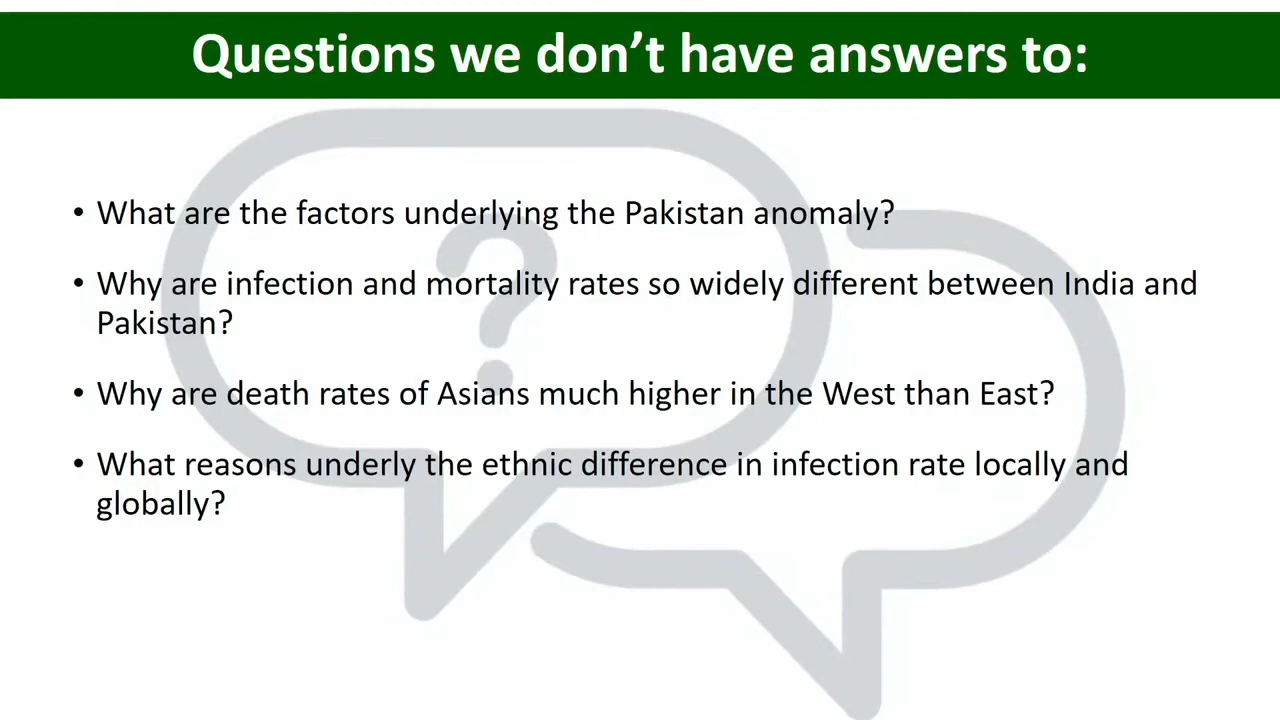 Questions we don’t have answers to:
• What are the factors underlying the Pakistan anomaly?
• Why are infection and mortality rates so widely different between India and
Pakistan?
• Why are death rates of Asians much higher in the West than East?
• What reasons underly the ethnic difference in infection rate locally and
globally?